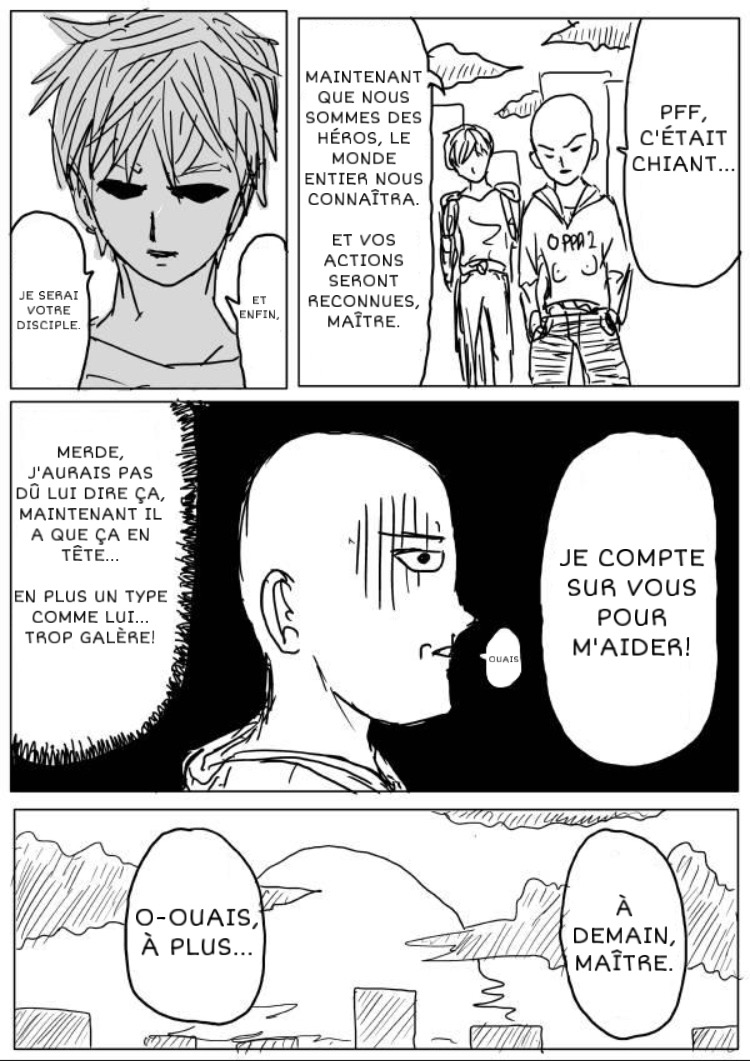 PFF,
C'ÉTAIT
CHIANT...
OPPAI
MAINTENANT
QUE NOUS
SOMMES DES
HÉROS, LE
MONDE
ENTIER NOUS
CONNAÎTRA.
ET VOS
ACTIONS
SERONT
RECONNUES,
MAÎTRE.
ET
ENFIN,
JE SERAI
VOTRE
DISCIPLE.
JE COMPTE
SUR VOUS
POUR
M'AIDER!
OUAIS
MERDE,
J'AURAIS PAS
DÛ LUI DIRE ÇA,
MAINTENANT IL
A QUE ÇA EN
TÊTE...
EN PLUS UN TYPE
COMME LUI...
TROP GALÈRE!
À
DEMAIN,
MAÎTRE.
O-OUAIS,
À PLUS...